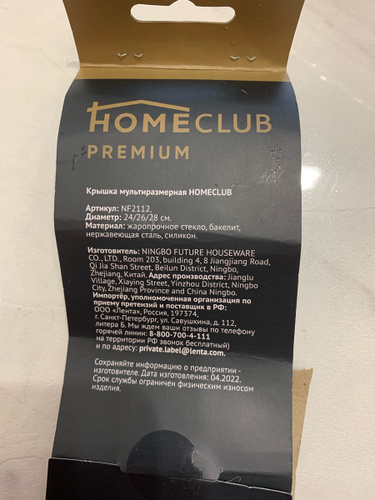 HOMECLUB
PREMIUM
Крышка мультиразмерная HOMECLUB
Артикул: NF2112.
Диаметр: 24/26/28 см.
Материал: жаропрочное стекло, бакелит,
нержавеющая сталь, силикон.
Изготовитель: NINGBO FUTURE HOUSEWARE
CO., LTD., Room 203, building 4, 8 Jiangjiang Road,
Qi Jia Shan Street, Beilun District, Ningbo,
Zhejiang, Китай. Адрес производства: Jianglu
Village, Xiaying Street, Yinzhou District, Ningbo
City, Zhejiang Province and China Ningbo.
Импортёр, уполномоченная организация по
приему претензий и поставщик в РФ:
ООО «Лента», Россия, 197374,
г. Санкт-Петербург, ул. Савушкина, д. 112,
литера Б. Мы ждем ваши отзывы по телефону
горячей линии: 8-800-700-4-111
на территории РФ звонок бесплатный)
и по адресу: private.label@lenta.com.
Сохраняйте информацию о предприятии -
изготовителе. Дата изготовления: 04.2022.
Срок службы ограничен физическим износом
изделия.